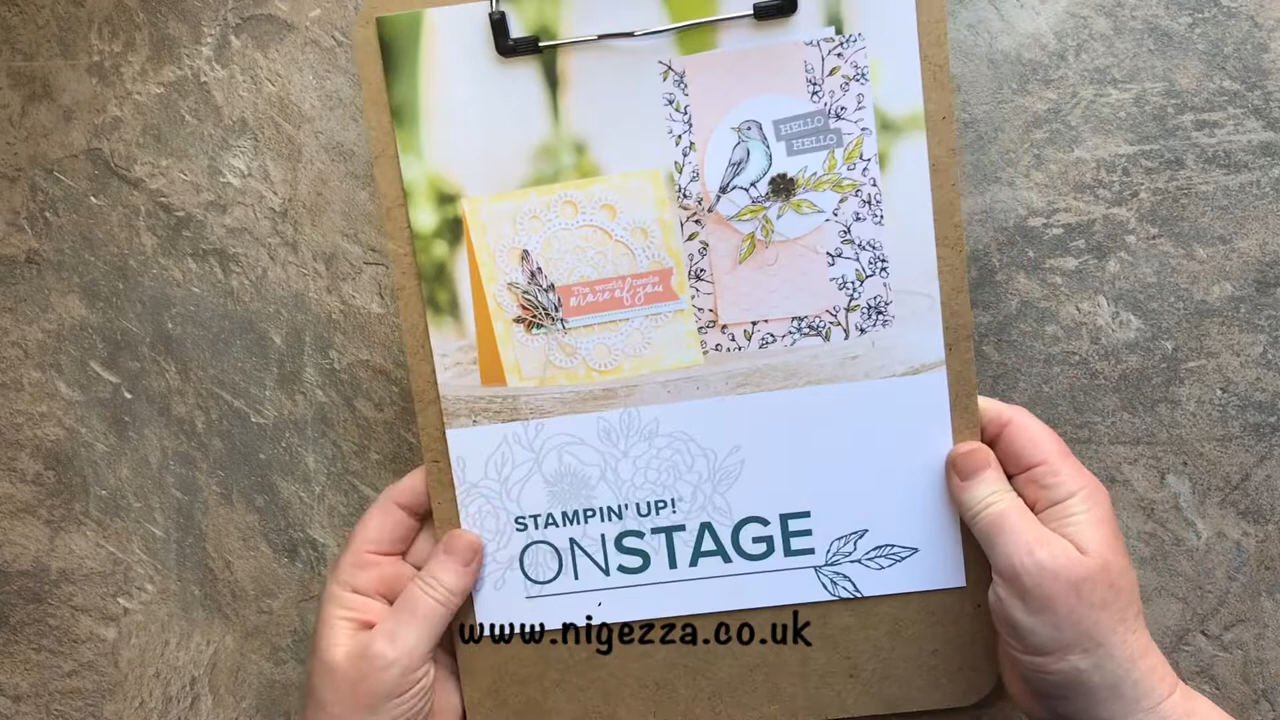 HELLO
HELLO
The world needs
more of you
STAMPIN' UP!
ONSTAGE
www.nigezza.co.uk